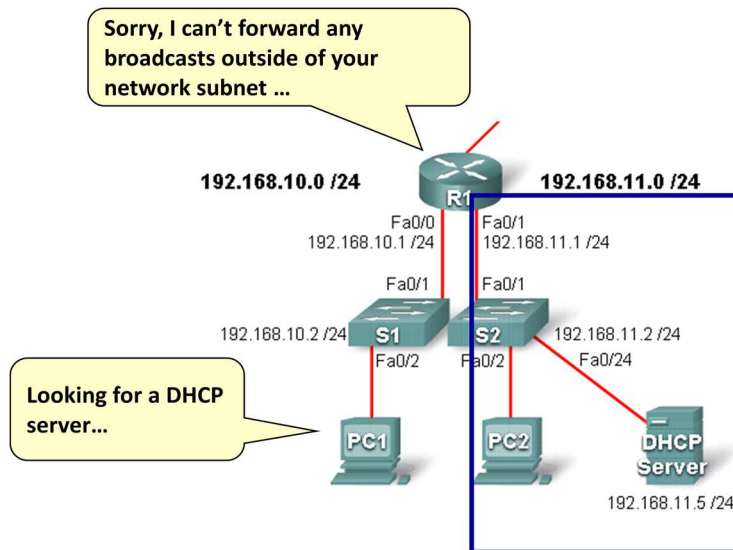 Sorry, I can't forward any
broadcasts outside of your
network subnet ...
192.168.10.0 /24
192.168.11.0 /24
R1
Fa0/0
Fa0/1
192.168.10.1 /24
192.168.11.1 /24
Fa0/1
Fa0/1
192.168.10.2 /24
S1
S2
192.168.11.2 /24
Fa0/2
Fa0/2
Fa0/24
Looking for a DHCP
server...
PC1
PC2
DHCP
Server
192.168.11.5 /24